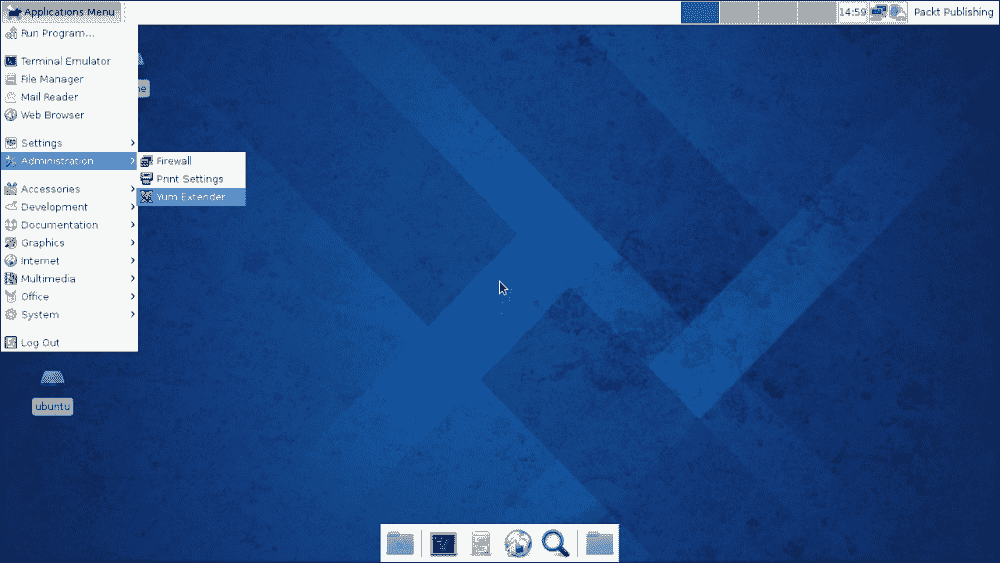 Applications Menu
14:59
Packt Publishing
Run Program...
Terminal Emulator
File Manager
Mail Reader
Web Browser
Settings
Administration
Firewall
Print Settings
Yum Extender
Accessories
Development
Documentation
Graphics
Internet
Multimedia
Office
System
Log Out
ubuntu